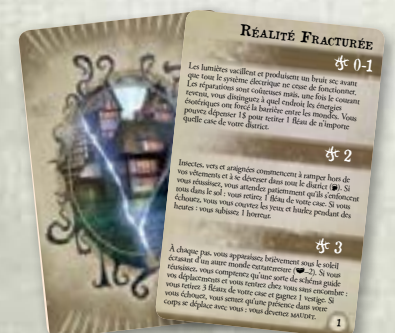 RÉALITÉ FRACTURÉE
0-1
Les lumières vacillent et produisent un bruit sec avant
que tout le système électrique ne cesse de fonctionner.
Les réparations sont coûteuses mais, une fois le courant
revenu, vous distinguez à quel endroit les énergies
ésotériques ont forcé la barrière entre les mondes. Vous
pouvez dépenser 1$ pour retirer 1 fléau de n'importe
quelle case de votre district.
2
Insectes, vers et araignées commencent à ramper hors de
vos vêtements et à se déverser dans tout le district (). Si
vous réussissez, vous attendez patiemment qu'ils s'enfoncent
tous dans le sol : vous retirez 1 fléau de votre case. Si vous
échouez, vous vous couvrez les yeux et hurlez pendant des
heures : vous subissez 1 horreur.
3
À chaque pas, vous apparaissez brièvement sous le soleil
écrasant d'un autre monde extraterrestre (-2). Si vous
réussissez, vous comprenez qu'une sorte de schéma guide
vos déplacements et vous rentrez chez vous sans encombre :
vous retirez 3 fléaux de votre case et gagnez 1 vestige. Si
vous échouez, vous sentez qu'une présence dans votre
corps se déplace avec vous : vous devenez MAUDIT.
1